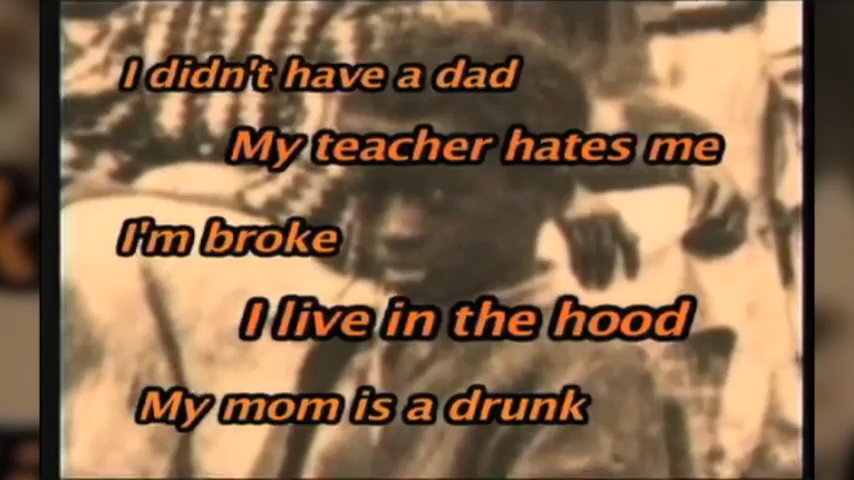 I didn't have a dad
My teacher hates me
I'm broke
I live in the hood
My mom is a drunk